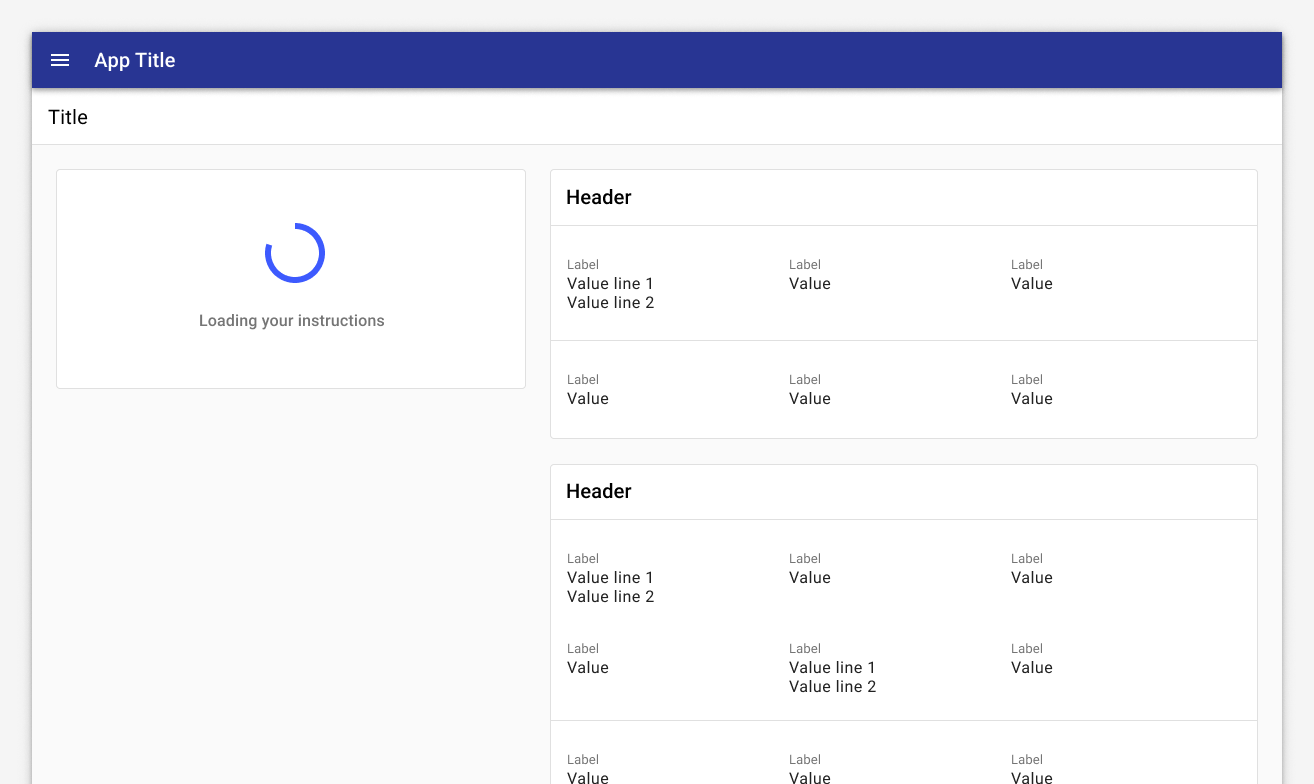 App Title
Title
Loading your instructions
Header
Label Label Label
Value line 1 Value Value
Value line 2
Label Label Label
Value Value Value
Header
Label Label Label
Value line 1 Value Value
Value line 2
Label Label Label
Value Value line 1 Value
Value line 2
Label Label Label
Value Value Value